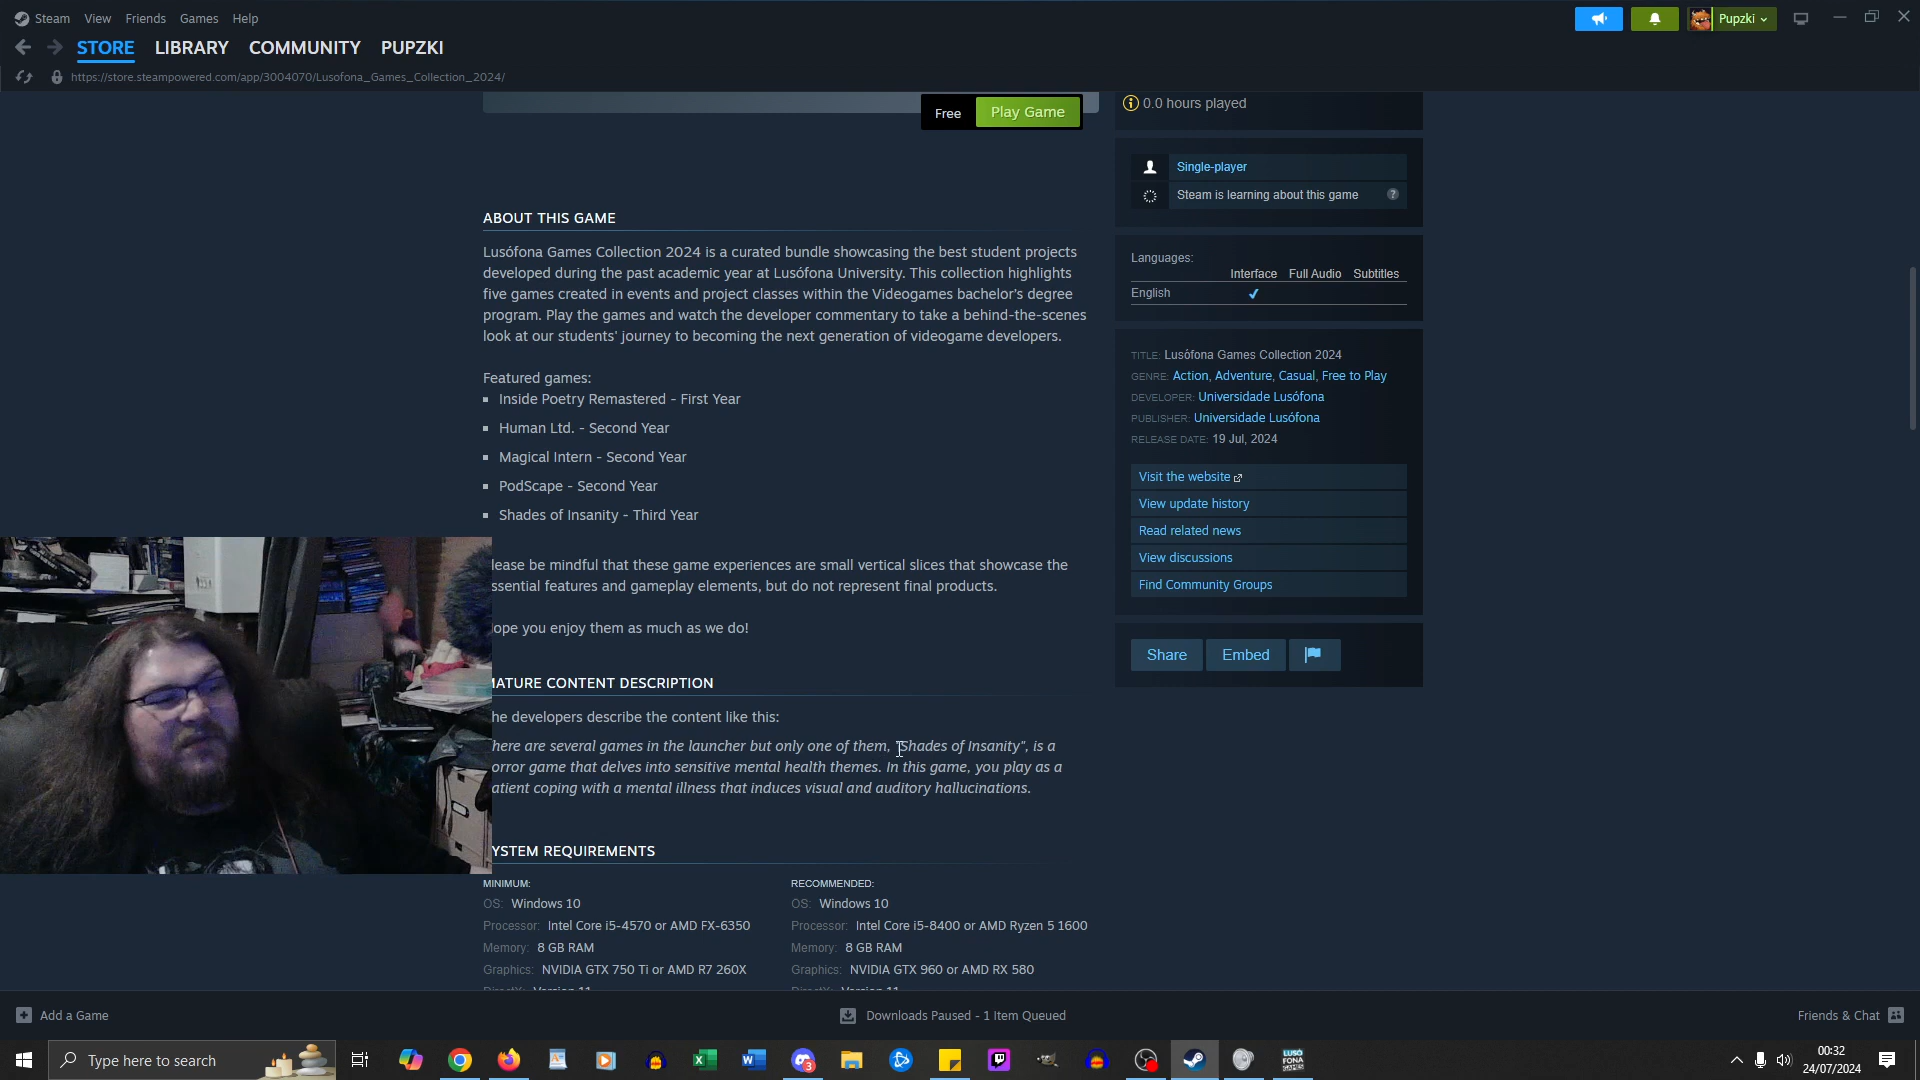 Steam View Friends Games Help
Pupzki
STORE LIBRARY COMMUNITY PUPZKI
https://store.steampowered.com/app/3004070/Lusofona_Games_Collection_2024/
Free Play Game
0.0 hours played
Single-player
Steam is learning about this game ?
ABOUT THIS GAME
Lusófona Games Collection 2024 is a curated bundle showcasing the best student projects
developed during the past academic year at Lusófona University. This collection highlights
five games created in events and project classes within the Videogames bachelor's degree
program. Play the games and watch the developer commentary to take a behind-the-scenes
look at our students' journey to becoming the next generation of videogame developers.
Featured games:
Inside Poetry Remastered - First Year
Human Ltd. - Second Year
Magical Intern - Second Year
PodScape - Second Year
Shades of Insanity - Third Year
lease be mindful that these game experiences are small vertical slices that showcase the
ssential features and gameplay elements, but do not represent final products.
ope you enjoy them as much as we do!
MATURE CONTENT DESCRIPTION
he developers describe the content like this:
here are several games in the launcher but only one of them, "Shades of Insanity", is a
orror game that delves into sensitive mental health themes. In this game, you play as a
atient coping with a mental illness that induces visual and auditory hallucinations.
YSTEM REQUIREMENTS
MINIMUM:
OS: Windows 10
Processor: Intel Core i5-4570 or AMD FX-6350
Memory: 8 GB RAM
Graphics: NVIDIA GTX 750 Ti or AMD R7 260X
DirectX: Version 11
RECOMMENDED:
OS: Windows 10
Processor: Intel Core i5-8400 or AMD Ryzen 5 1600
Memory: 8 GB RAM
Graphics: NVIDIA GTX 960 or AMD RX 580
DirectX: Version 11
Languages:
Interface Full Audio Subtitles
English ✔
TITLE: Lusófona Games Collection 2024
GENRE: Action, Adventure, Casual, Free to Play
DEVELOPER: Universidade Lusófona
PUBLISHER: Universidade Lusófona
RELEASE DATE: 19 Jul, 2024
Visit the website
View update history
Read related news
View discussions
Find Community Groups
Share Embed
Add a Game
Downloads Paused - 1 Item Queued
Friends & Chat
Type here to search
3
LUSÓ
FONA
GAMES
00:32
24/07/2024